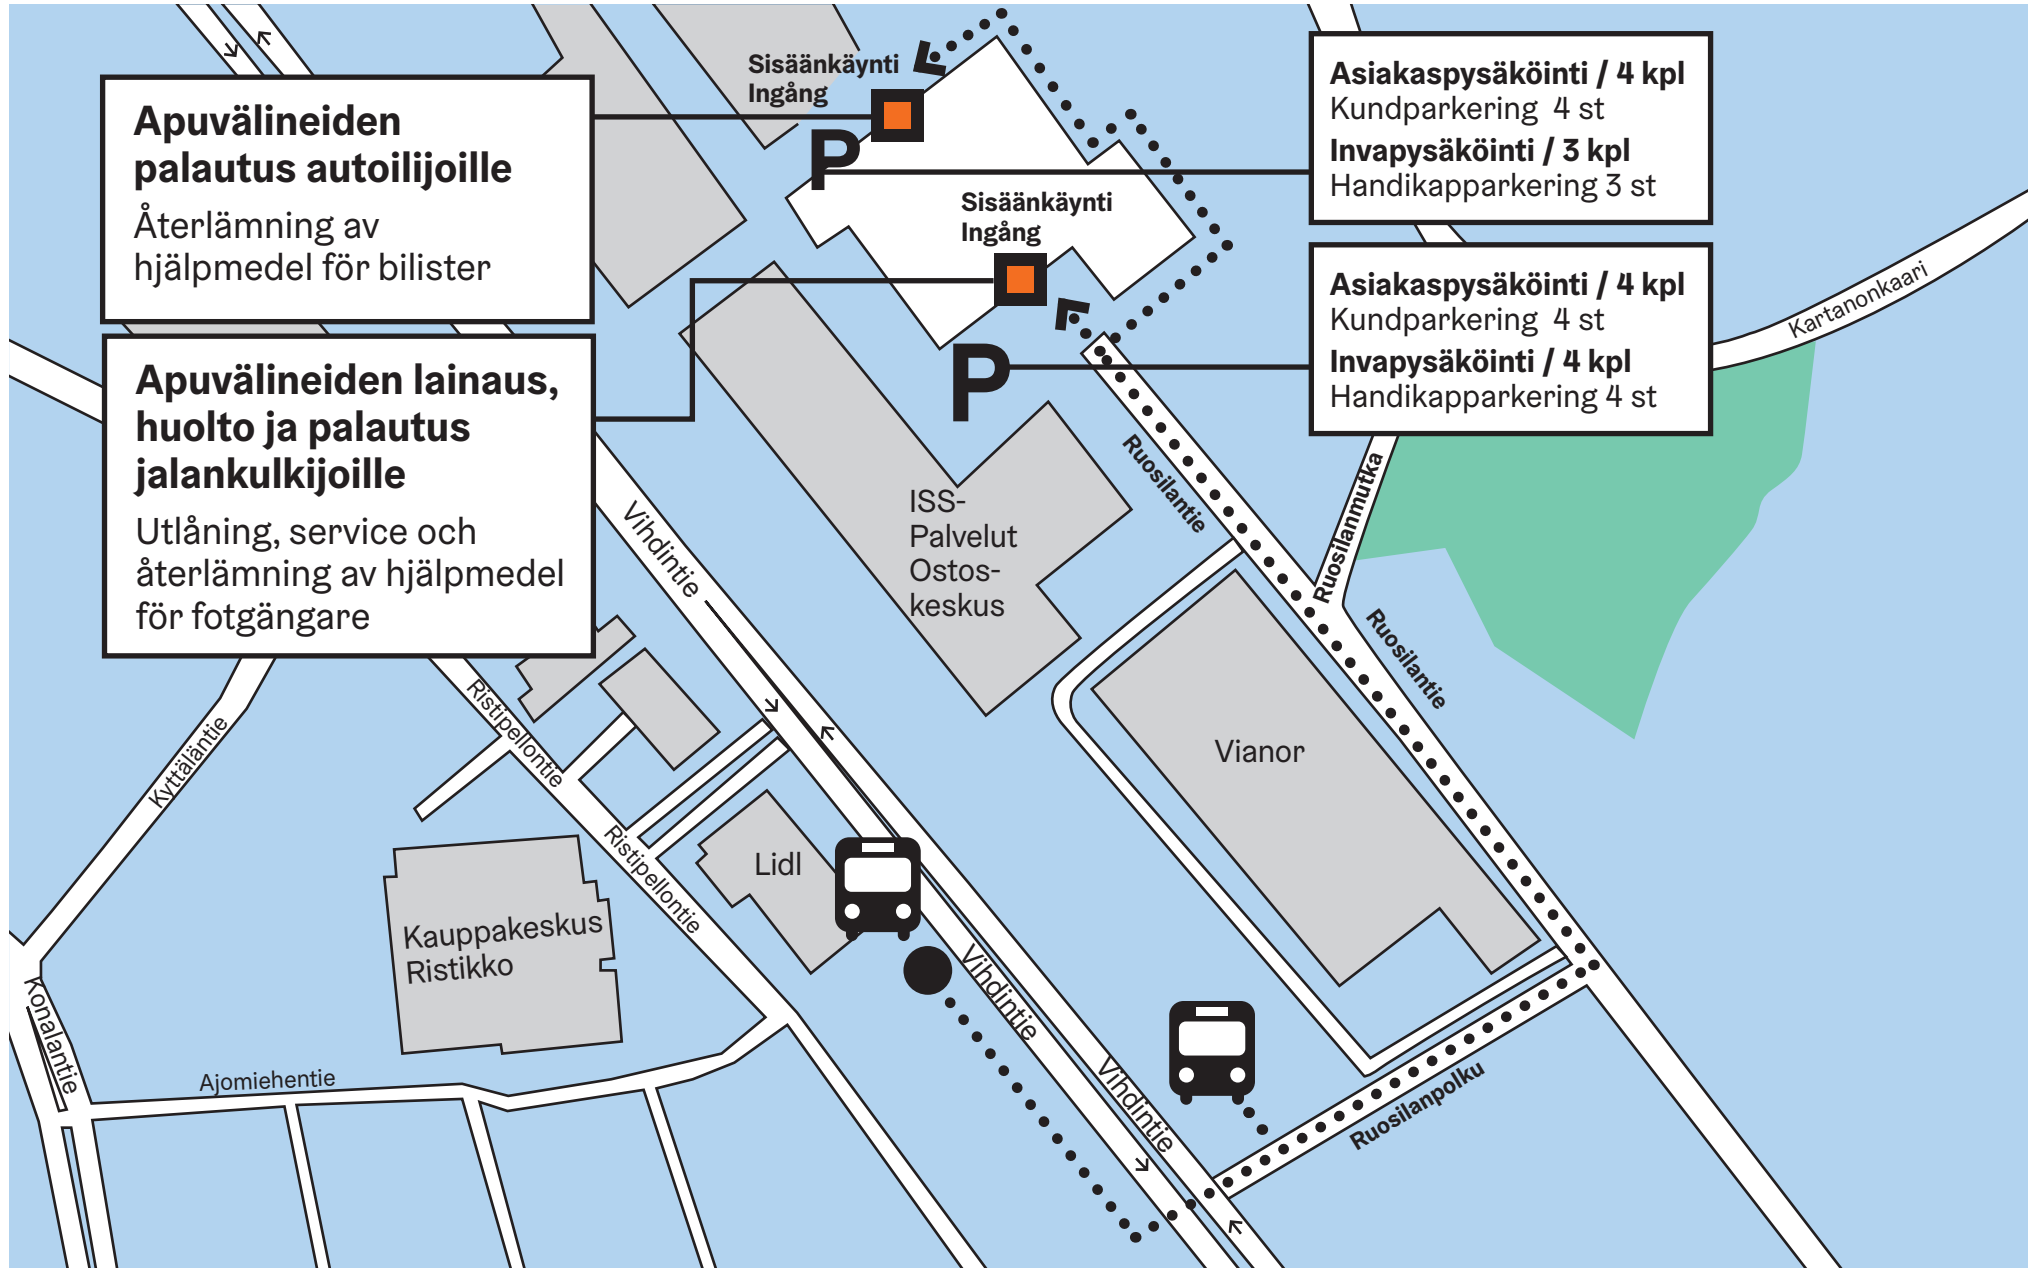 Apuvälineiden
palautus autoilijoille
Återlämning av
hjälpmedel för bilister
Apuvälineiden lainaus,
huolto ja palautus
jalankulkijoille
Utlåning, service och
återlämning av hjälpmedel
för fotgängare
Sisäänkäynti
Ingång
P
Sisäänkäynti
Ingång
P
Asiakaspysäköinti / 4 kpl
Kundparkering 4 st
Invapysäköinti / 3 kpl
Handikapparkering 3 st
Asiakaspysäköinti / 4 kpl
Kundparkering 4 st
Invapysäköinti / 4 kpl
Handikapparkering 4 st
Kartanonkaari
Ruosilantie
Ruosilanmutka
Ruosilantie
Vihdintie
ISS-
Palvelut
Ostos-
keskus
Vianor
Ristipellontie
Kyttäläntie
Ristipellontie
Lidl
Kauppakeskus
Ristikko
Vihdintie
Konalantie
Ajomiehentie
Vihdintie
Ruosilanpolku